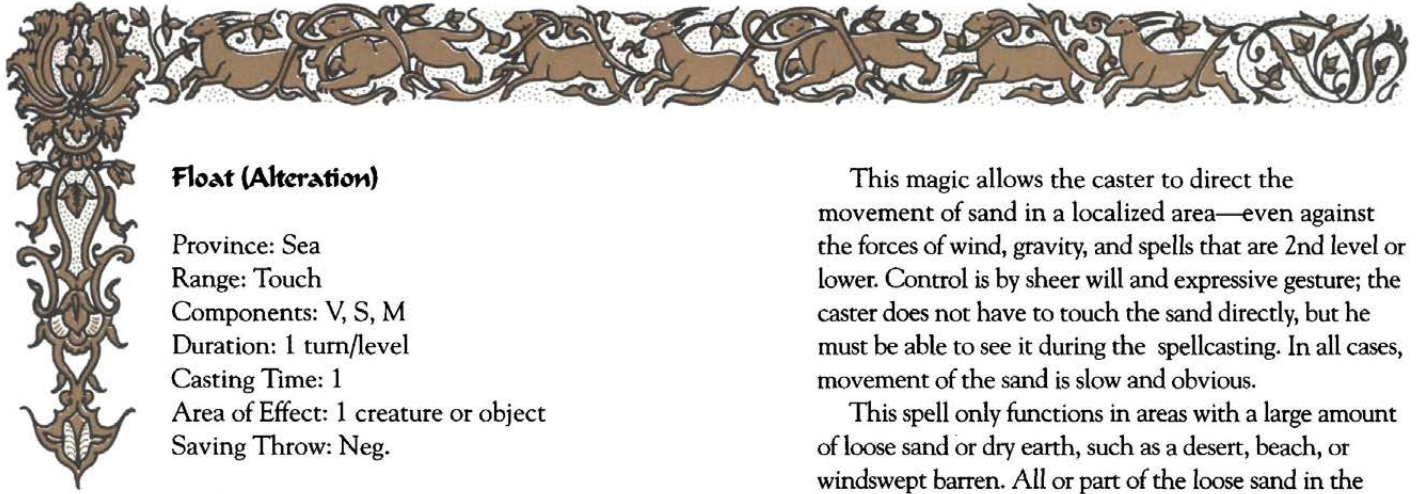 Float (Alteration)
Province: Sea
Range: Touch
Components: V, S, M
Duration: 1 turn/level
Casting Time: 1
Area of Effect: 1 creature or object
Saving Throw: Neg.
This magic allows the caster to direct the
movement of sand in a localized area—even against
the forces of wind, gravity, and spells that are 2nd level or
lower. Control is by sheer will and expressive gesture; the
caster does not have to touch the sand directly, but he
must be able to see it during the spellcasting. In all cases,
movement of the sand is slow and obvious.
This spell only functions in areas with a large amount
of loose sand or dry earth, such as a desert, beach, or
windswept barren. All or part of the loose sand in the